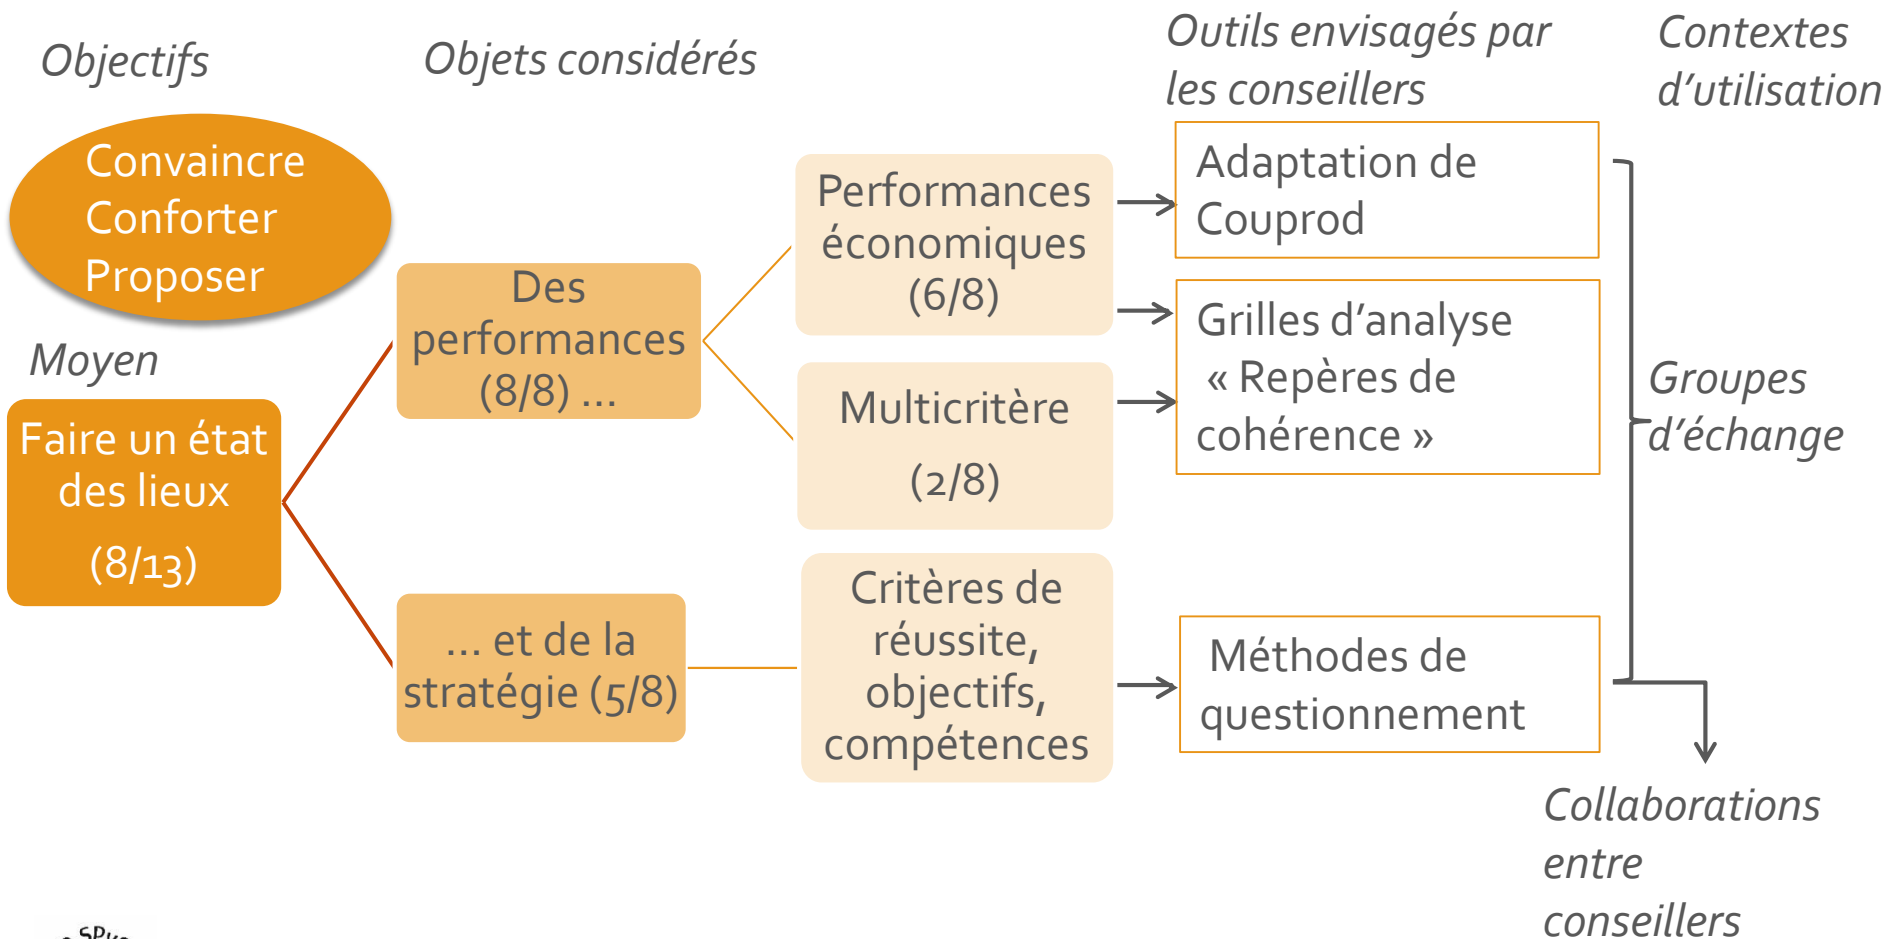 Objectifs
Objets considérés
Outils envisagés par
les conseillers
Contextes
d’utilisation
Convaincre
Conforter
Proposer
Moyen
Faire un état
des lieux
(8/13)
Des
performances
(8/8) ...
... et de la
stratégie (5/8)
Performances
économiques
(6/8)
Multicritère
(2/8)
Critères de
réussite,
objectifs,
compétences
Adaptation de
Couprod
Grilles d’analyse
« Repères de
cohérence »
Méthodes de
questionnement
Groupes
d’échange
Collaborations
entre
conseillers